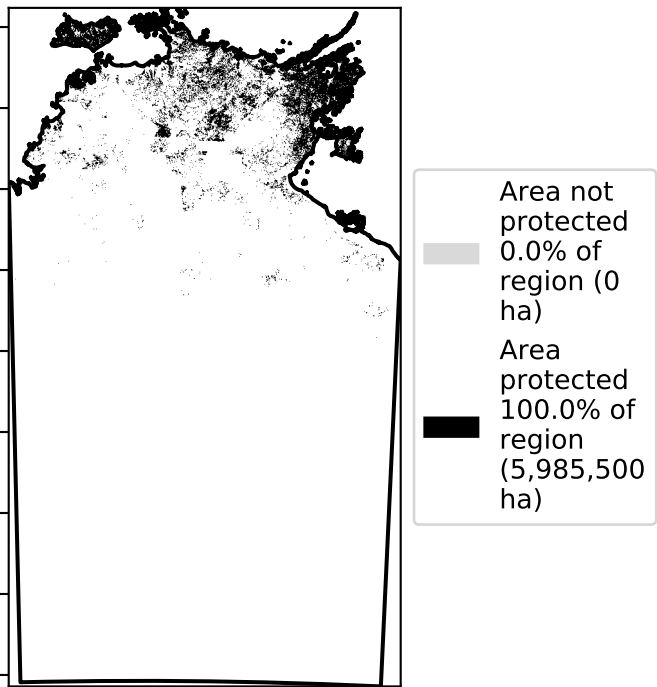 Area not
protected
0.0% of
region (0
ha)
Area
protected
100.0% of
region
(5,985,500
ha)